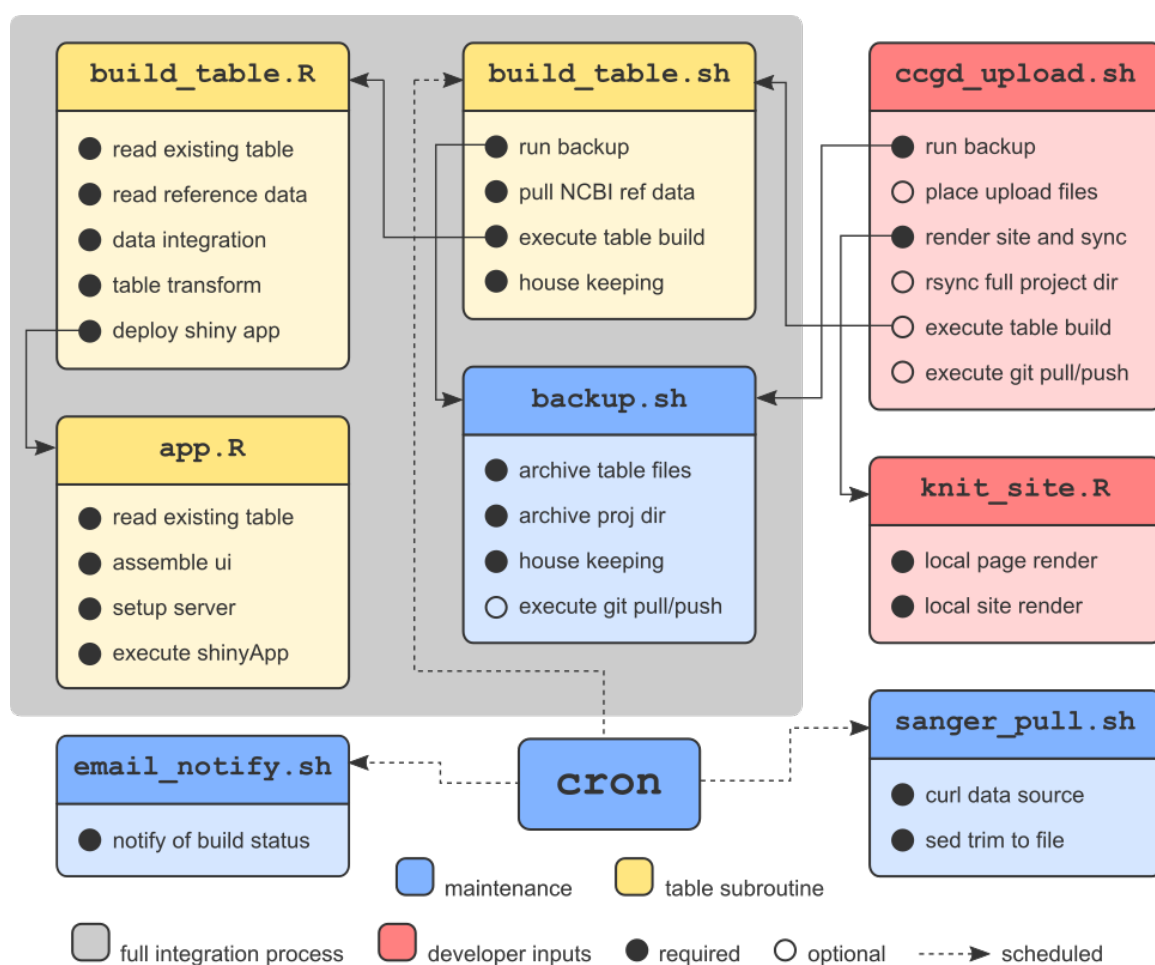 build_table.R
read existing table
read reference data
data integration
table transform
deploy shiny app
build_table.sh
run backup
pull NCBI ref data
execute table build
house keeping
ccgd_upload.sh
run backup
place upload files
render site and sync
rsync full project dir
execute table build
execute git pull/push
app.R
read existing table
assemble ui
setup server
execute shinyApp
backup.sh
archive table files
archive proj dir
house keeping
execute git pull/push
knit_site.R
local page render
local site render
email_notify.sh
notify of build status
cron
sanger_pull.sh
curl data source
sed trim to file
maintenance
table subroutine
full integration process
developer inputs
required
optional
scheduled